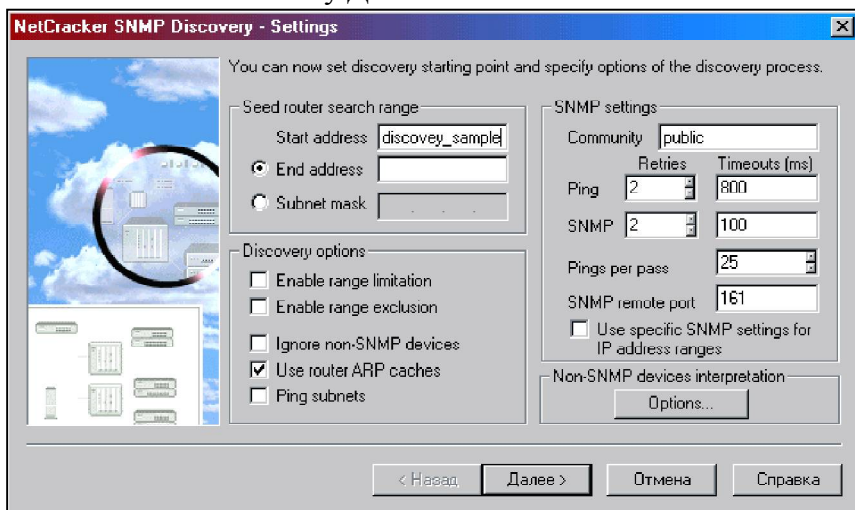 NetCracker SNMP Discovery - Settings
You can now set discovery starting point and specify options of the discovery process.
Seed router search range
Start address discovey_sample
End address
Subnet mask
Discovery options
Enable range limitation
Enable range exclusion
Ignore non-SNMP devices
Use router ARP caches
Ping subnets
SNMP settings
Community public
Retries Timeouts (ms)
Ping 2 800
SNMP 2 100
Pings per pass 25
SNMP remote port 161
Use specific SNMP settings for
IP address ranges
Non-SNMP devices interpretation
Options...
< Назад Далее > Отмена Справка